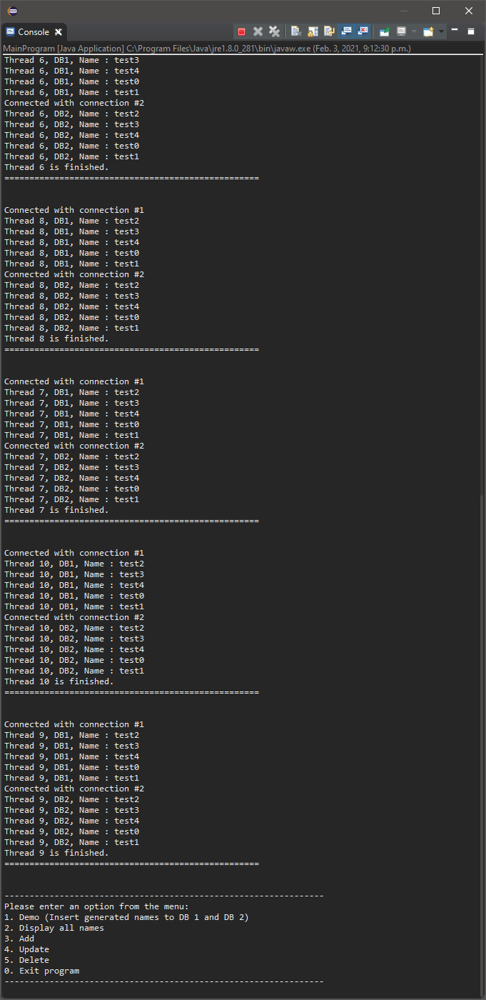 Console
MainProgram [Java Application] C:\Program Files\Java\jre1.8.0_281\bin\javaw.exe (Feb. 3, 2021, 9:12:30 p.m.)
Thread 6, DB1, Name : test3
Thread 6, DB1, Name : test4
Thread 6, DB1, Name : test0
Thread 6, DB1, Name : test1
Connected with connection #2
Thread 6, DB2, Name : test2
Thread 6, DB2, Name : test3
Thread 6, DB2, Name : test4
Thread 6, DB2, Name : test0
Thread 6, DB2, Name : test1
Thread 6 is finished.
===================================================
Connected with connection #1
Thread 8, DB1, Name : test2
Thread 8, DB1, Name : test3
Thread 8, DB1, Name : test4
Thread 8, DB1, Name : test0
Thread 8, DB1, Name : test1
Connected with connection #2
Thread 8, DB2, Name : test2
Thread 8, DB2, Name : test3
Thread 8, DB2, Name : test4
Thread 8, DB2, Name : test0
Thread 8, DB2, Name : test1
Thread 8 is finished.
===================================================
Connected with connection #1
Thread 7, DB1, Name : test2
Thread 7, DB1, Name : test3
Thread 7, DB1, Name : test4
Thread 7, DB1, Name : test0
Thread 7, DB1, Name : test1
Connected with connection #2
Thread 7, DB2, Name : test2
Thread 7, DB2, Name : test3
Thread 7, DB2, Name : test4
Thread 7, DB2, Name : test0
Thread 7, DB2, Name : test1
Thread 7 is finished.
===================================================
Connected with connection #1
Thread 10, DB1, Name : test2
Thread 10, DB1, Name : test3
Thread 10, DB1, Name : test4
Thread 10, DB1, Name : test0
Thread 10, DB1, Name : test1
Connected with connection #2
Thread 10, DB2, Name : test2
Thread 10, DB2, Name : test3
Thread 10, DB2, Name : test4
Thread 10, DB2, Name : test0
Thread 10, DB2, Name : test1
Thread 10 is finished.
===================================================
Connected with connection #1
Thread 9, DB1, Name : test2
Thread 9, DB1, Name : test3
Thread 9, DB1, Name : test4
Thread 9, DB1, Name : test0
Thread 9, DB1, Name : test1
Connected with connection #2
Thread 9, DB2, Name : test2
Thread 9, DB2, Name : test3
Thread 9, DB2, Name : test4
Thread 9, DB2, Name : test0
Thread 9, DB2, Name : test1
Thread 9 is finished.
===================================================
----------------------------------------------------------------
Please enter an option from the menu:
1. Demo (Insert generated names to DB 1 and DB 2)
2. Display all names
3. Add
4. Update
5. Delete
0. Exit program
----------------------------------------------------------------